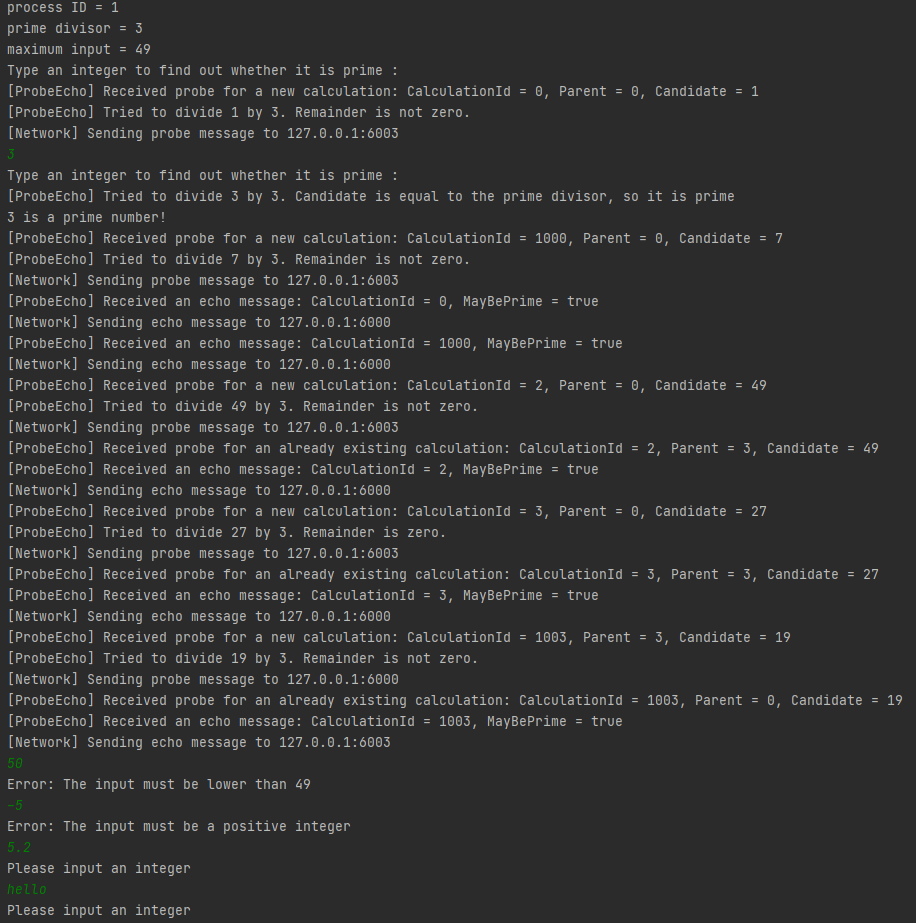 process ID = 1
prime divisor = 3
maximum input = 49
Type an integer to find out whether it is prime :
[ProbeEcho] Received probe for a new calculation: CalculationId = 0, Parent = 0, Candidate = 1
[ProbeEcho] Tried to divide 1 by 3. Remainder is not zero.
[Network] Sending probe message to 127.0.0.1:6003
3
Type an integer to find out whether it is prime :
[ProbeEcho] Tried to divide 3 by 3. Candidate is equal to the prime divisor, so it is prime
3 is a prime number!
[ProbeEcho] Received probe for a new calculation: CalculationId = 1000, Parent = 0, Candidate = 7
[ProbeEcho] Tried to divide 7 by 3. Remainder is not zero.
[Network] Sending probe message to 127.0.0.1:6003
[ProbeEcho] Received an echo message: CalculationId = 0, MayBePrime = true
[Network] Sending echo message to 127.0.0.1:6000
[ProbeEcho] Received an echo message: CalculationId = 1000, MayBePrime = true
[Network] Sending echo message to 127.0.0.1:6000
[ProbeEcho] Received probe for a new calculation: CalculationId = 2, Parent = 0, Candidate = 49
[ProbeEcho] Tried to divide 49 by 3. Remainder is not zero.
[Network] Sending probe message to 127.0.0.1:6003
[ProbeEcho] Received probe for an already existing calculation: CalculationId = 2, Parent = 3, Candidate = 49
[ProbeEcho] Received an echo message: CalculationId = 2, MayBePrime = true
[Network] Sending echo message to 127.0.0.1:6000
[ProbeEcho] Received probe for a new calculation: CalculationId = 3, Parent = 0, Candidate = 27
[ProbeEcho] Tried to divide 27 by 3. Remainder is zero.
[Network] Sending probe message to 127.0.0.1:6003
[ProbeEcho] Received probe for an already existing calculation: CalculationId = 3, Parent = 3, Candidate = 27
[ProbeEcho] Received an echo message: CalculationId = 3, MayBePrime = true
[Network] Sending echo message to 127.0.0.1:6000
[ProbeEcho] Received probe for a new calculation: CalculationId = 1003, Parent = 3, Candidate = 19
[ProbeEcho] Tried to divide 19 by 3. Remainder is not zero.
[Network] Sending probe message to 127.0.0.1:6000
[ProbeEcho] Received probe for an already existing calculation: CalculationId = 1003, Parent = 0, Candidate = 19
[ProbeEcho] Received an echo message: CalculationId = 1003, MayBePrime = true
[Network] Sending echo message to 127.0.0.1:6003
50
Error: The input must be lower than 49
-5
Error: The input must be a positive integer
5.2
Please input an integer
hello
Please input an integer